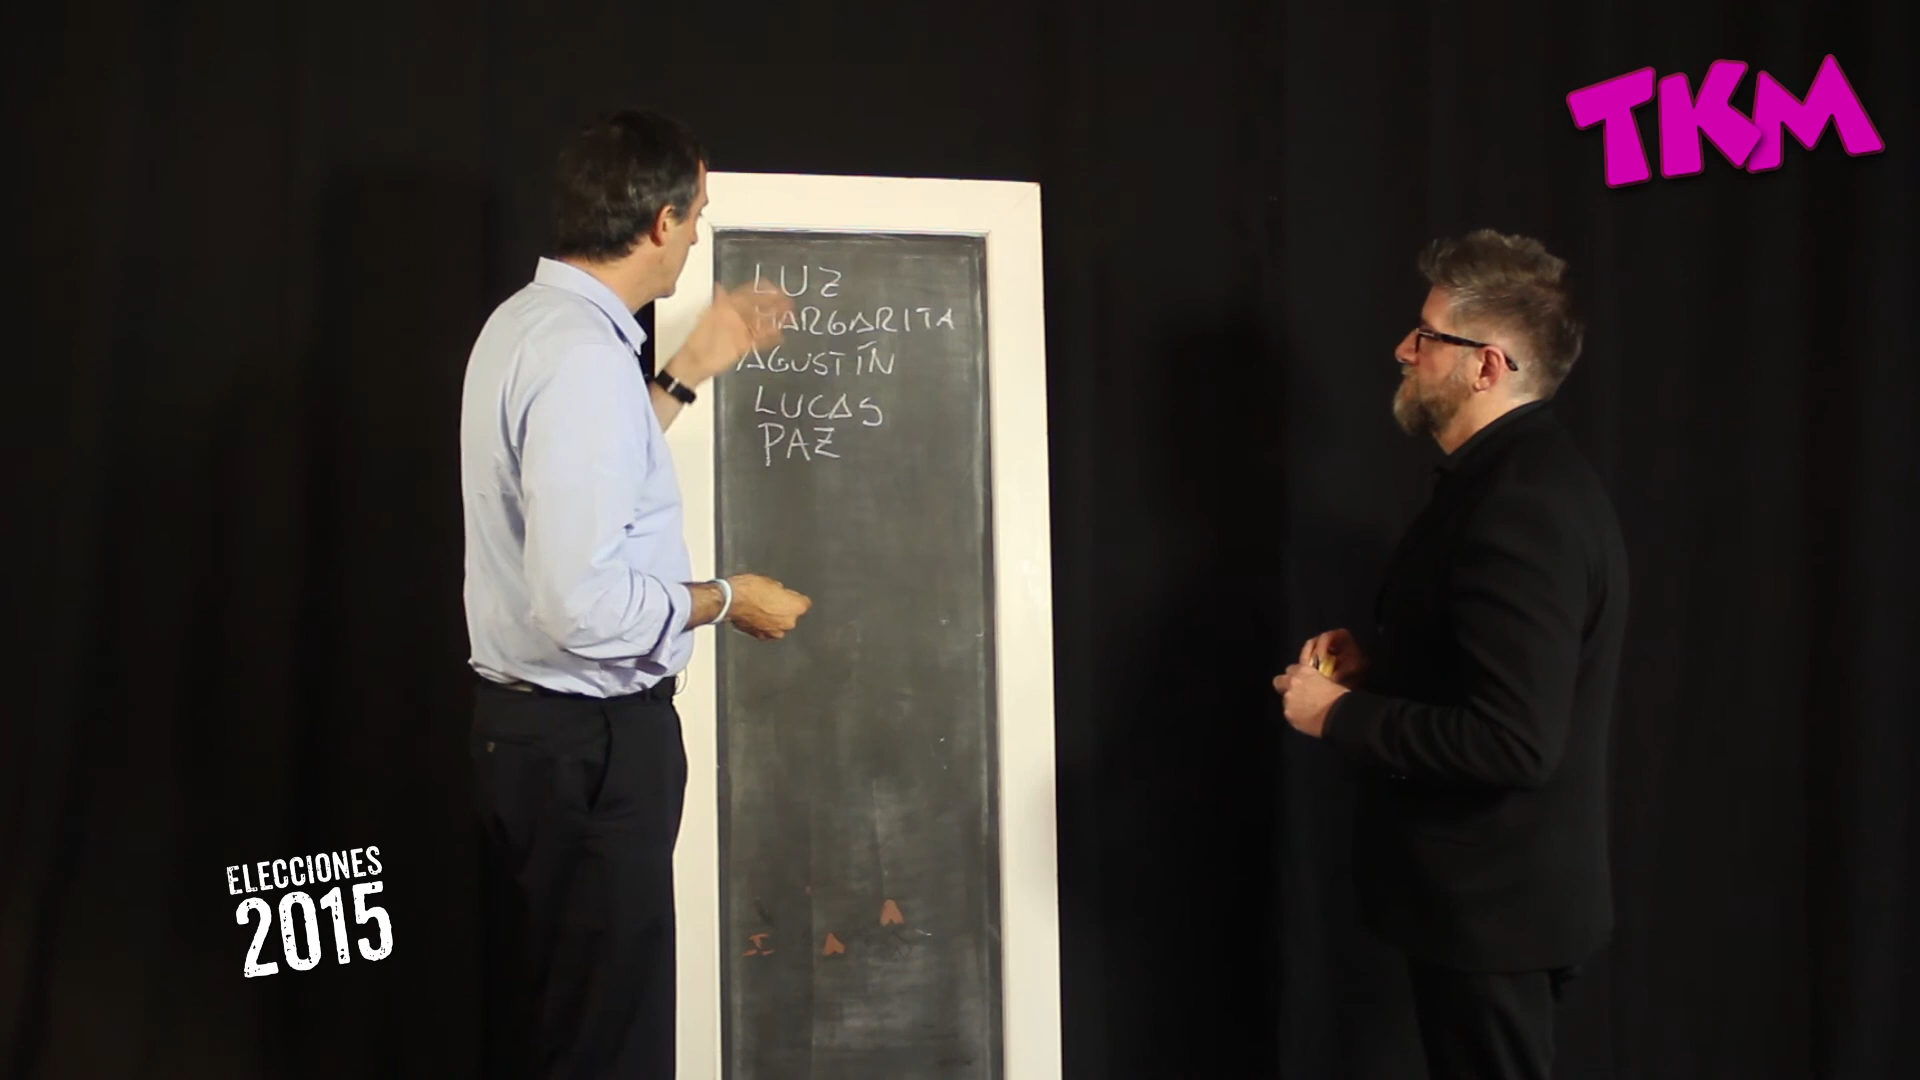 TKM
LUZ
MARGARITA
AGUSTÍN
LUCAS
PAZ
ELECCIONES
2015